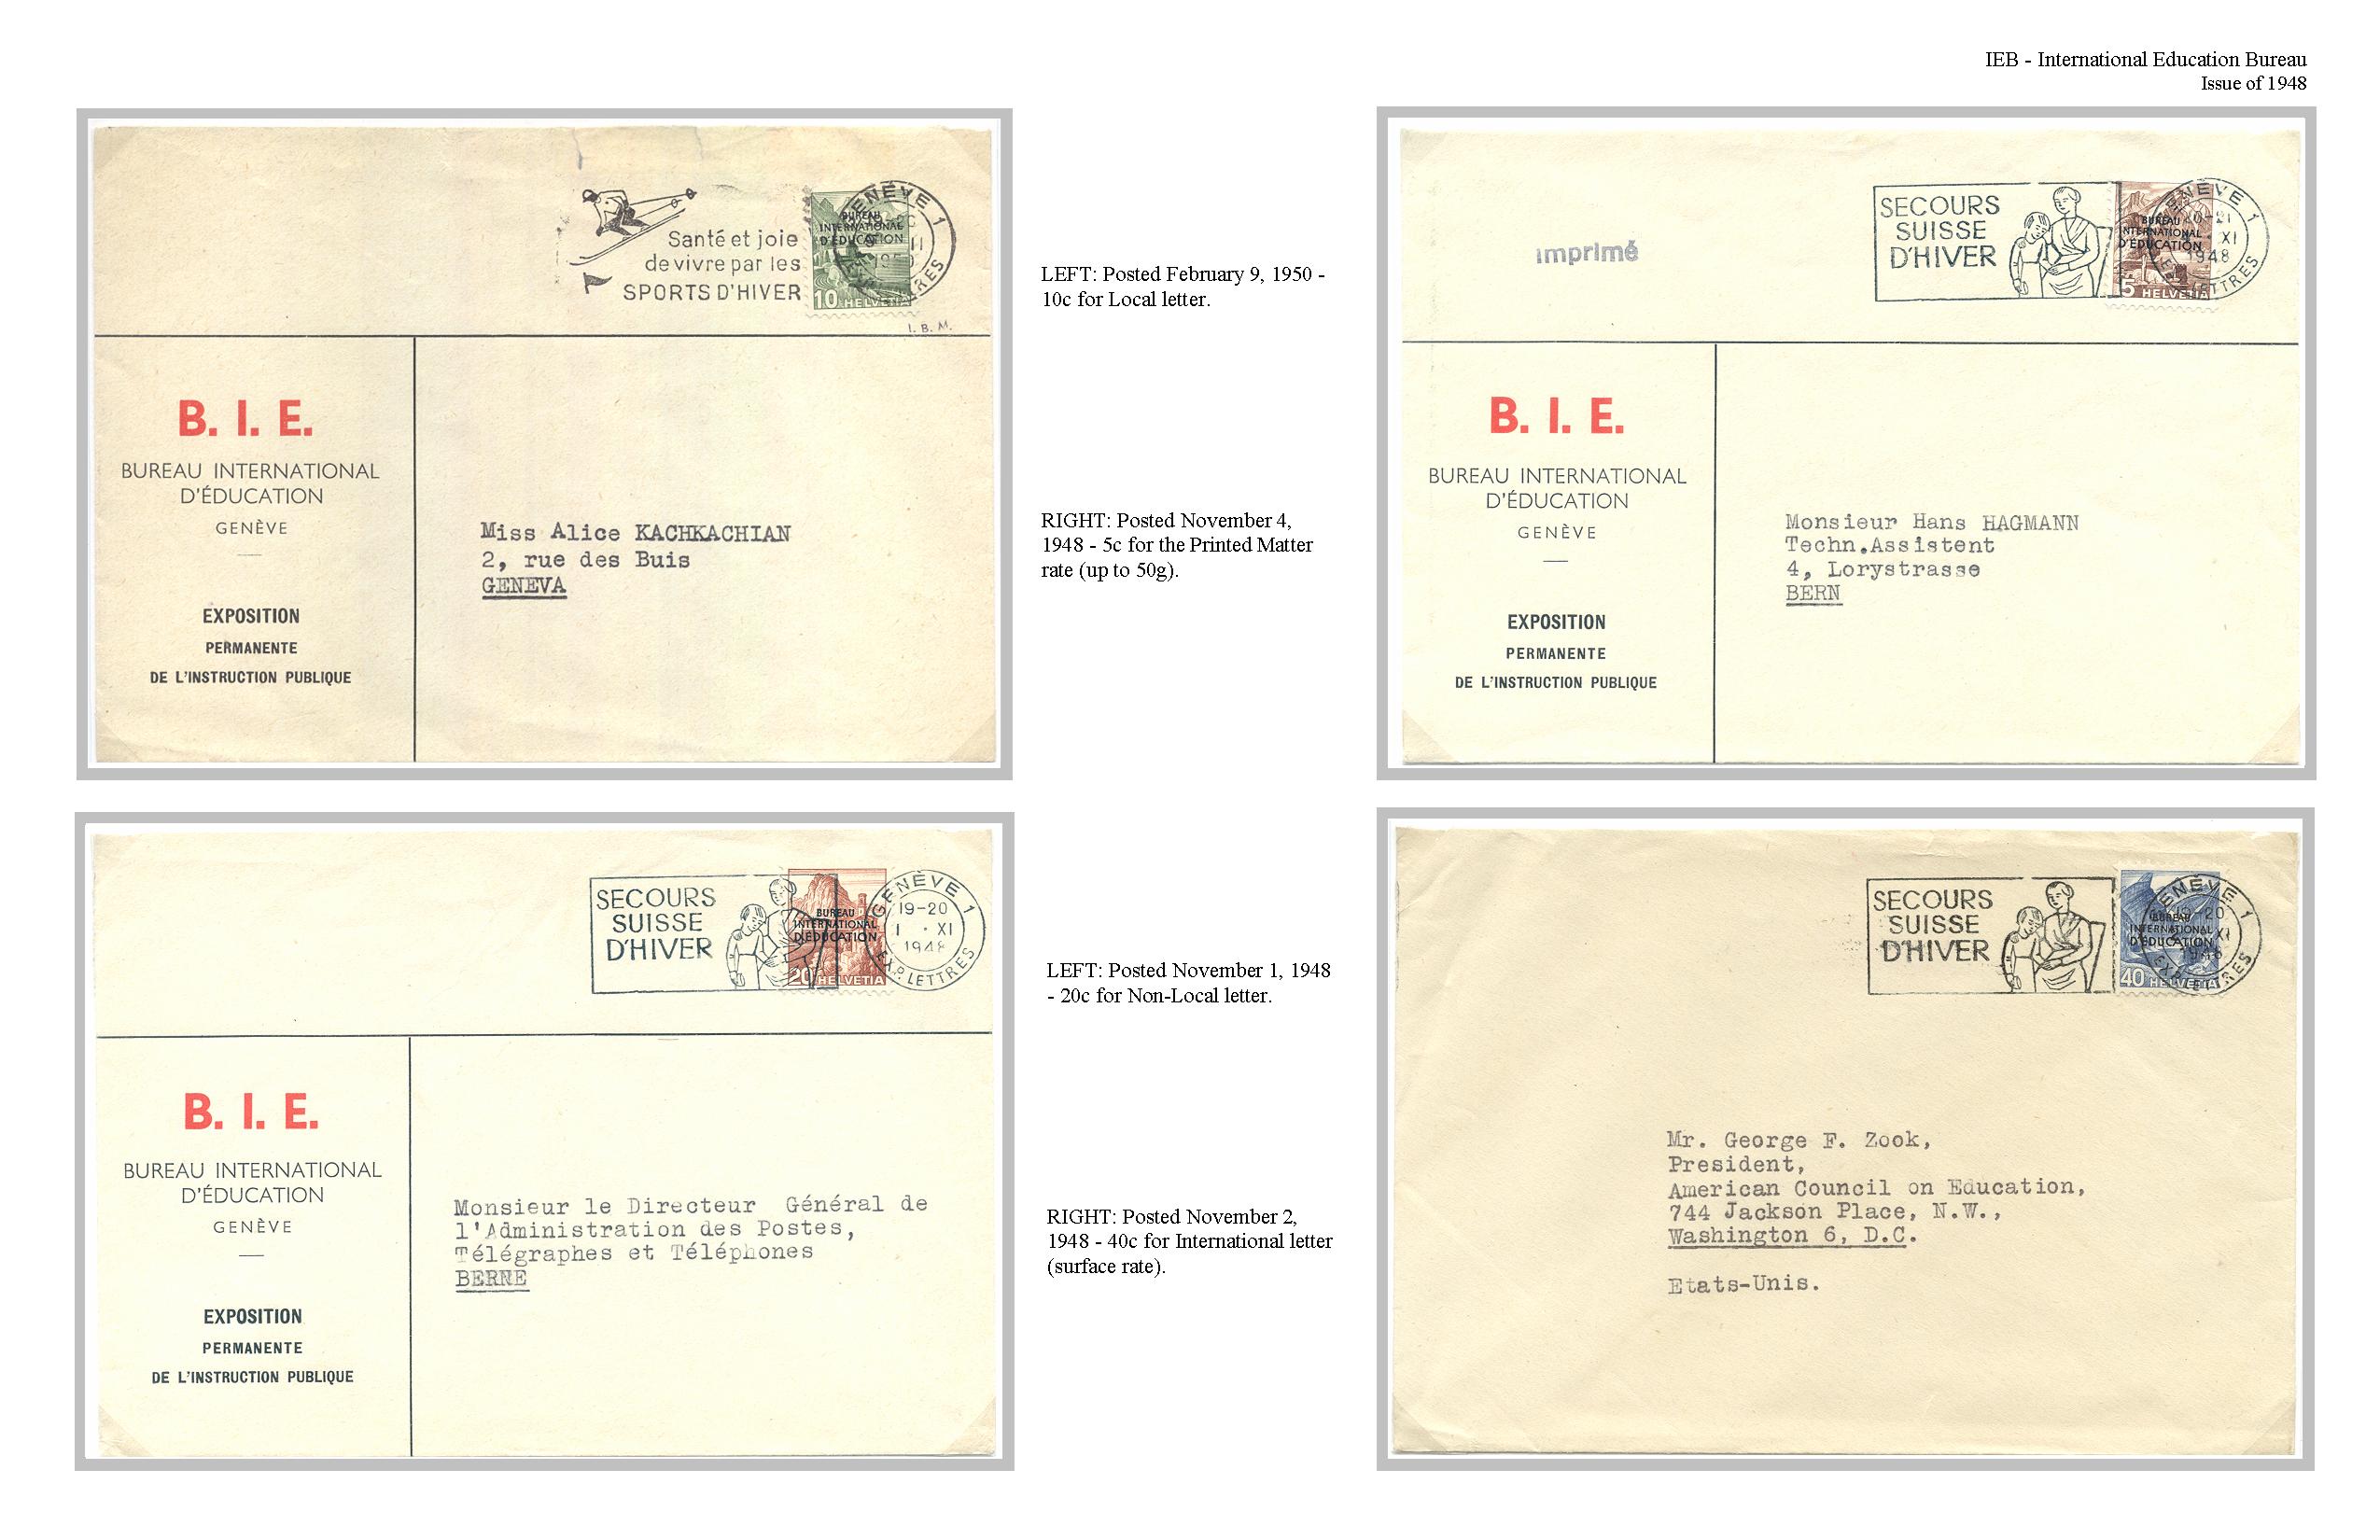 IEB - International Education Bureau
Issue of 1948
Santé et joie
de vivre par les
SPORTS D'HIVER
BUREAU
INTERNATIONAL
D'ÉDUCATION
10 HELVETIA
GENÈVE 1
I. B. M.
B. I. E.
BUREAU INTERNATIONAL
D'ÉDUCATION
GENÈVE
EXPOSITION
PERMANENTE
DE L'INSTRUCTION PUBLIQUE
Miss Alice KACHKACHIAN
2, rue des Buis
GENEVA
LEFT: Posted February 9, 1950 -
10c for Local letter.
RIGHT: Posted November 4,
1948 - 5c for the Printed Matter
rate (up to 50g).
imprimé
SECOURS
SUISSE
D'HIVER
BUREAU
INTERNATIONAL
D'ÉDUCATION
5 HELVETIA
GENÈVE 1
XI
1948
LETTRES
B. I. E.
BUREAU INTERNATIONAL
D'ÉDUCATION
GENÈVE
EXPOSITION
PERMANENTE
DE L'INSTRUCTION PUBLIQUE
Monsieur Hans HAGMANN
Techn.Assistent
4, Lorystrasse
BERN
SECOURS
SUISSE
D'HIVER
BUREAU
INTERNATIONAL
D'ÉDUCATION
20 HELVETIA
GENÈVE 1
19-20
1 · XI
1948
EXP. LETTRES
B. I. E.
BUREAU INTERNATIONAL
D'ÉDUCATION
GENÈVE
EXPOSITION
PERMANENTE
DE L'INSTRUCTION PUBLIQUE
Monsieur le Directeur Général de
l'Administration des Postes,
Télégraphes et Téléphones
BERNE
LEFT: Posted November 1, 1948
- 20c for Non-Local letter.
RIGHT: Posted November 2,
1948 - 40c for International letter
(surface rate).
SECOURS
SUISSE
D'HIVER
BUREAU
INTERNATIONAL
D'ÉDUCATION
40 HELVETIA
GENÈVE 1
19-20
XI
1948
Mr. George F. Zook,
President,
American Council on Education,
744 Jackson Place, N.W.,
Washington 6, D.C.
Etats-Unis.